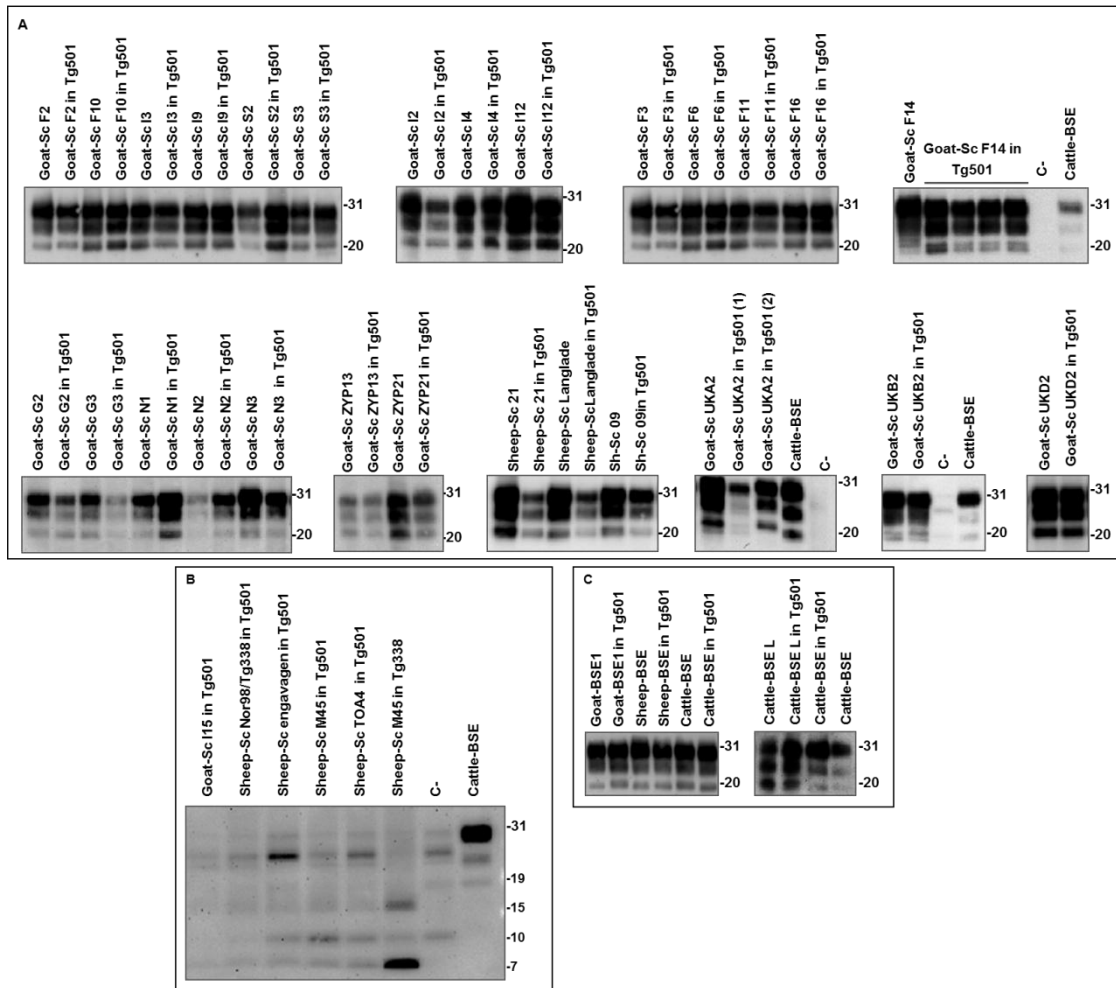 A
Goat-Sc F2
Goat-Sc F2 in Tg501
Goat-Sc F10
Goat-Sc F10 in Tg501
Goat-Sc I3
Goat-Sc I3 in Tg501
Goat-Sc I9
Goat-Sc I9 in Tg501
Goat-Sc S2
Goat-Sc S2 in Tg501
Goat-Sc S3
Goat-Sc S3 in Tg501
-31
-20
Goat-Sc I2
Goat-Sc I2 in Tg501
Goat-Sc I4
Goat-Sc I4 in Tg501
Goat-Sc I12
Goat-Sc I12 in Tg501
-31
-20
Goat-Sc F3
Goat-Sc F3 in Tg501
Goat-Sc F6
Goat-Sc F6 in Tg501
Goat-Sc F11
Goat-Sc F11 in Tg501
Goat-Sc F16
Goat-Sc F16 in Tg501
-31
-20
Goat-Sc F14
Goat-Sc F14 in
Tg501
C-
Cattle-BSE
-31
-20
Goat-Sc G2
Goat-Sc G2 in Tg501
Goat-Sc G3
Goat-Sc G3 in Tg501
Goat-Sc N1
Goat-Sc N1 in Tg501
Goat-Sc N2
Goat-Sc N2 in Tg501
Goat-Sc N3
Goat-Sc N3 in Tg501
-31
-20
Goat-Sc ZYP13
Goat-Sc ZYP13 in Tg501
Goat-Sc ZYP21
Goat-Sc ZYP21 in Tg501
-31
-20
Sheep-Sc 21
Sheep-Sc 21 in Tg501
Sheep-Sc Langlade
Sheep-ScLanglade in Tg501
Sh-Sc 09
Sh-Sc 09in Tg501
-31
-20
Goat-Sc UKA2
Goat-Sc UKA2 in Tg501 (1)
Goat-Sc UKA2 in Tg501 (2)
Cattle-BSE
C-
-31
-20
Goat-Sc UKB2
Goat-Sc UKB2 in Tg501
C-
Cattle-BSE
-31
-20
Goat-Sc UKD2
Goat-Sc UKD2 in Tg501
-31
-20
B
Goat-Sc I15 in Tg501
Sheep-Sc Nor98/Tg338 in Tg501
Sheep-Sc engavagen in Tg501
Sheep-Sc M45 in Tg501
Sheep-Sc TOA4 in Tg501
Sheep-Sc M45 in Tg338
C-
Cattle-BSE
-31
-19
-15
-10
-7
C
Goat-BSE1
Goat-BSE1 in Tg501
Sheep-BSE
Sheep-BSE in Tg501
Cattle-BSE
Cattle-BSE in Tg501
-31
-20
Cattle-BSE L
Cattle-BSE L in Tg501
Cattle-BSE in Tg501
Cattle-BSE
-31
-20